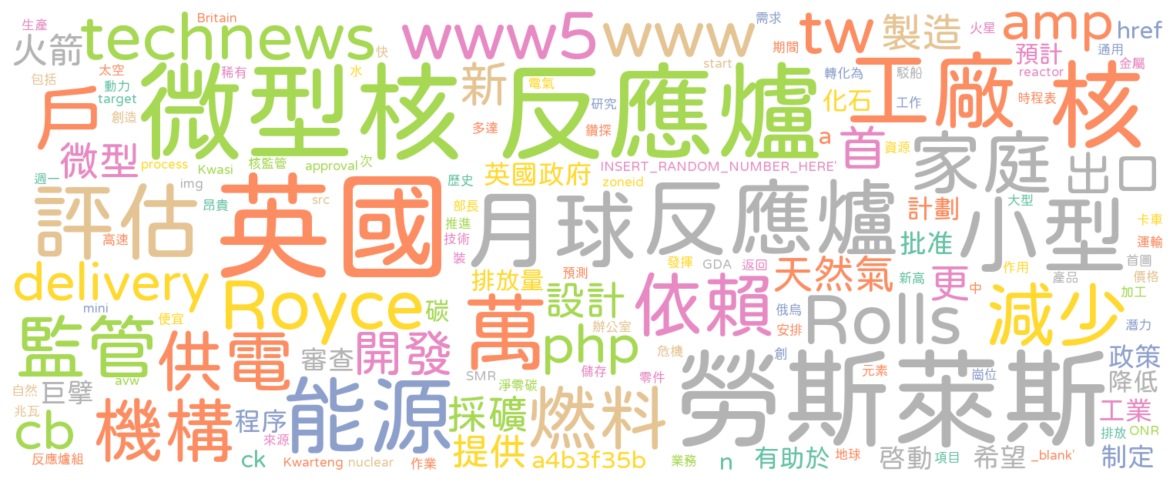 生產 Britain 需求
火箭 technews 快 www5 www 期間 tw 製造 火星 amp href
包括 太空 稀有 水 電氣 start 轉化為 駁船 預計 通用 金屬
戶 動力 target 創造 微型核反應爐 新 研究 多達 鑽探 化石 工作 工廠 reactor 時程表 核
微型 process Kwasi 核監管 approval 次 英國政府 INSERT_RANDOM_NUMBER_HERE' a 首 資源 家庭 出口
週一 img 昂貴 src 歷史 zoneid
評估 高速 英國 部長 推進 技術 裝 月球 反應爐 計劃 批准 大型 小型 卡車 運輸
delivery 排放量 預測 發揮 GDA 返回 天然氣 新高 更 中 作用 產品 首圖 價格 加工
mini 便宜 Royce 碳 設計 依賴 俄烏 安排 Rolls 減少 潛力
監管 供電 審查 開發 萬 php 辦公室 危機 創 政策
自然 巨擘 avw SMR 淨零碳 儲存 零件 元素 崗位 降低
兆瓦 機構 程序 能源 採礦 燃料 勞斯萊斯 工業
cb 來源 提供 排放 ONR
反應爐組 ck Kwarteng nuclear 作業 a4b3f35b 業務 n 有助於 地球 啓動 項目 希望 _blank' 制定